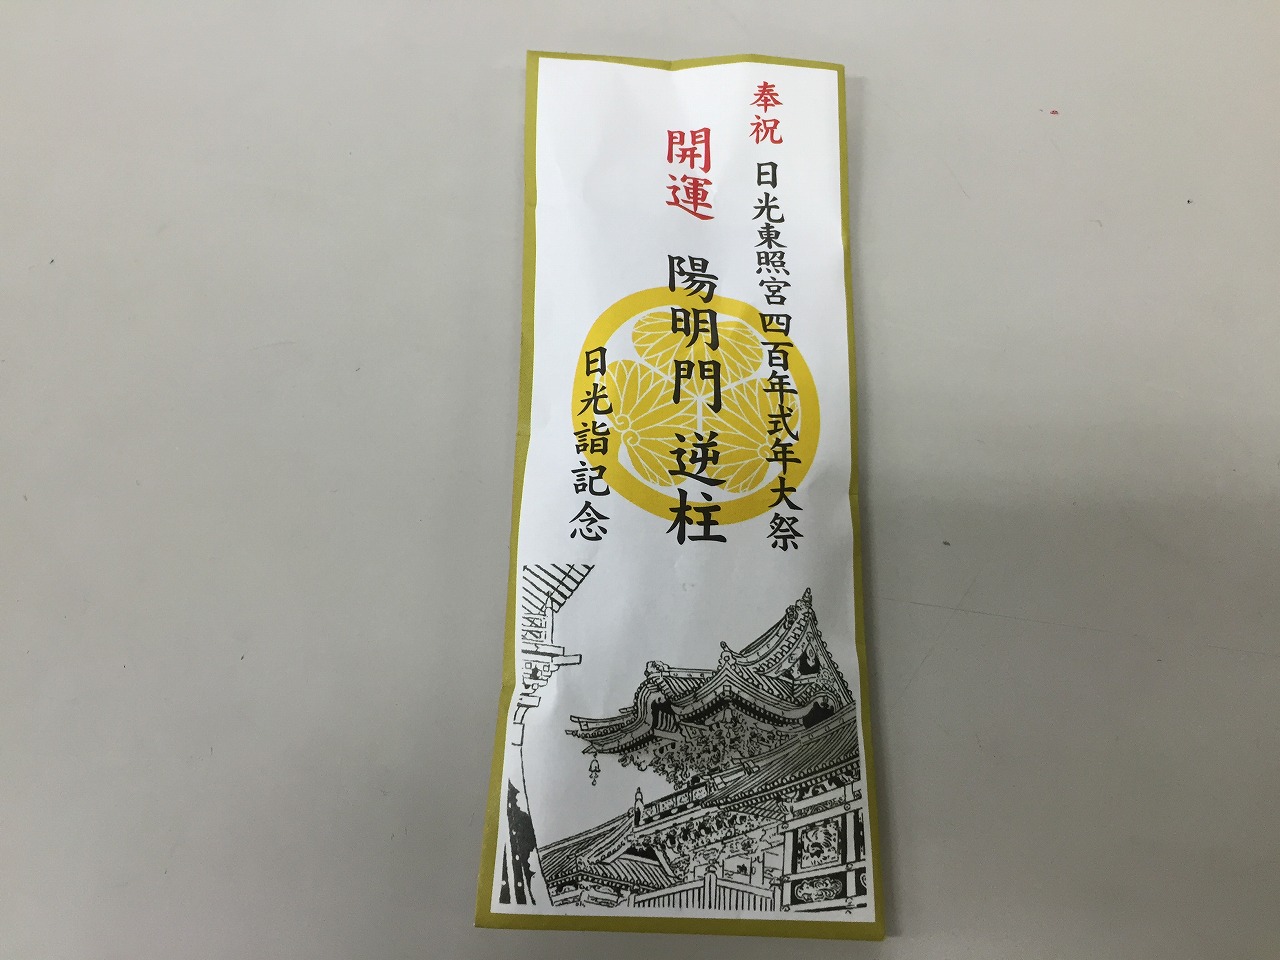 奉祝 日光東照宮四百年式年大祭
開運 陽明門 逆柱
日光詣記念